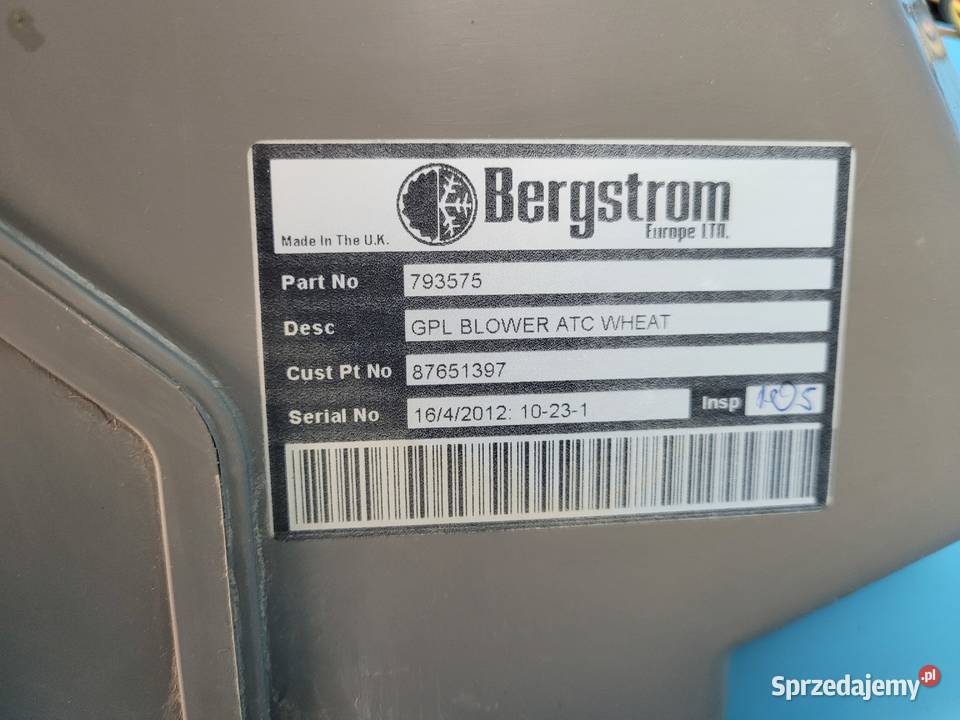 Bergstrom
Europe LTD.
Made In The U.K.
Part No 793575
Desc GPL BLOWER ATC WHEAT
Cust Pt No 87651397
Serial No 16/4/2012: 10-23-1 Insp
Sprzedajemy.pl